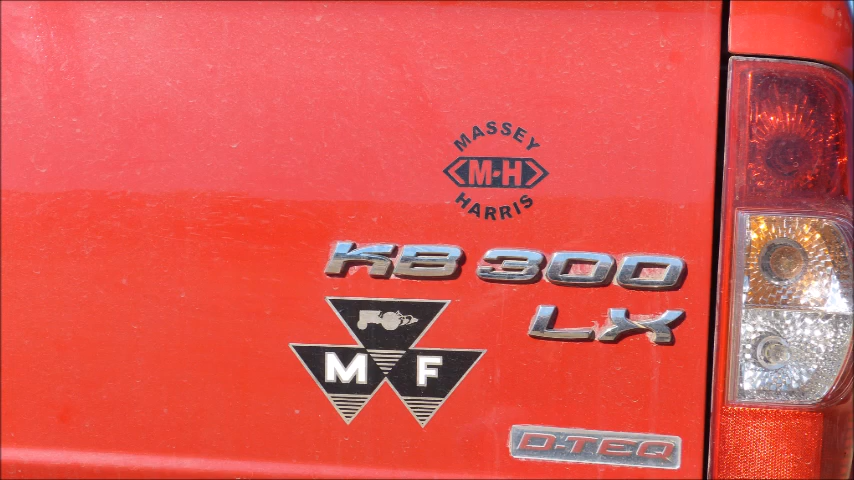 MASSEY
M-H
HARRIS
KB 300
LX
M F
D-TEQ